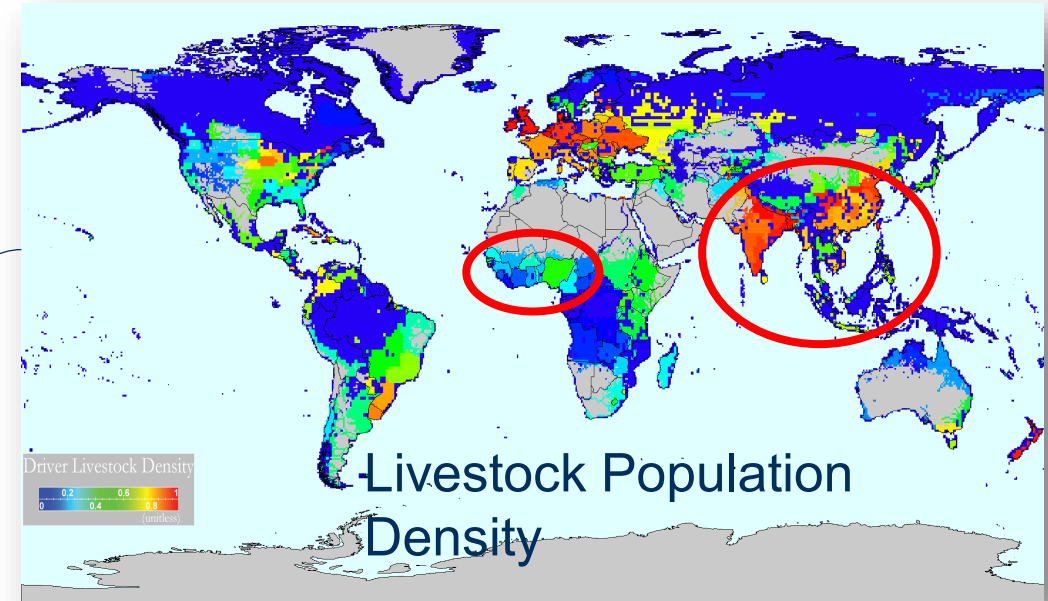 Driver Livestock Density
0.2 0.6 1
0 0.4 0.8
(unitless)
Livestock Population
Density